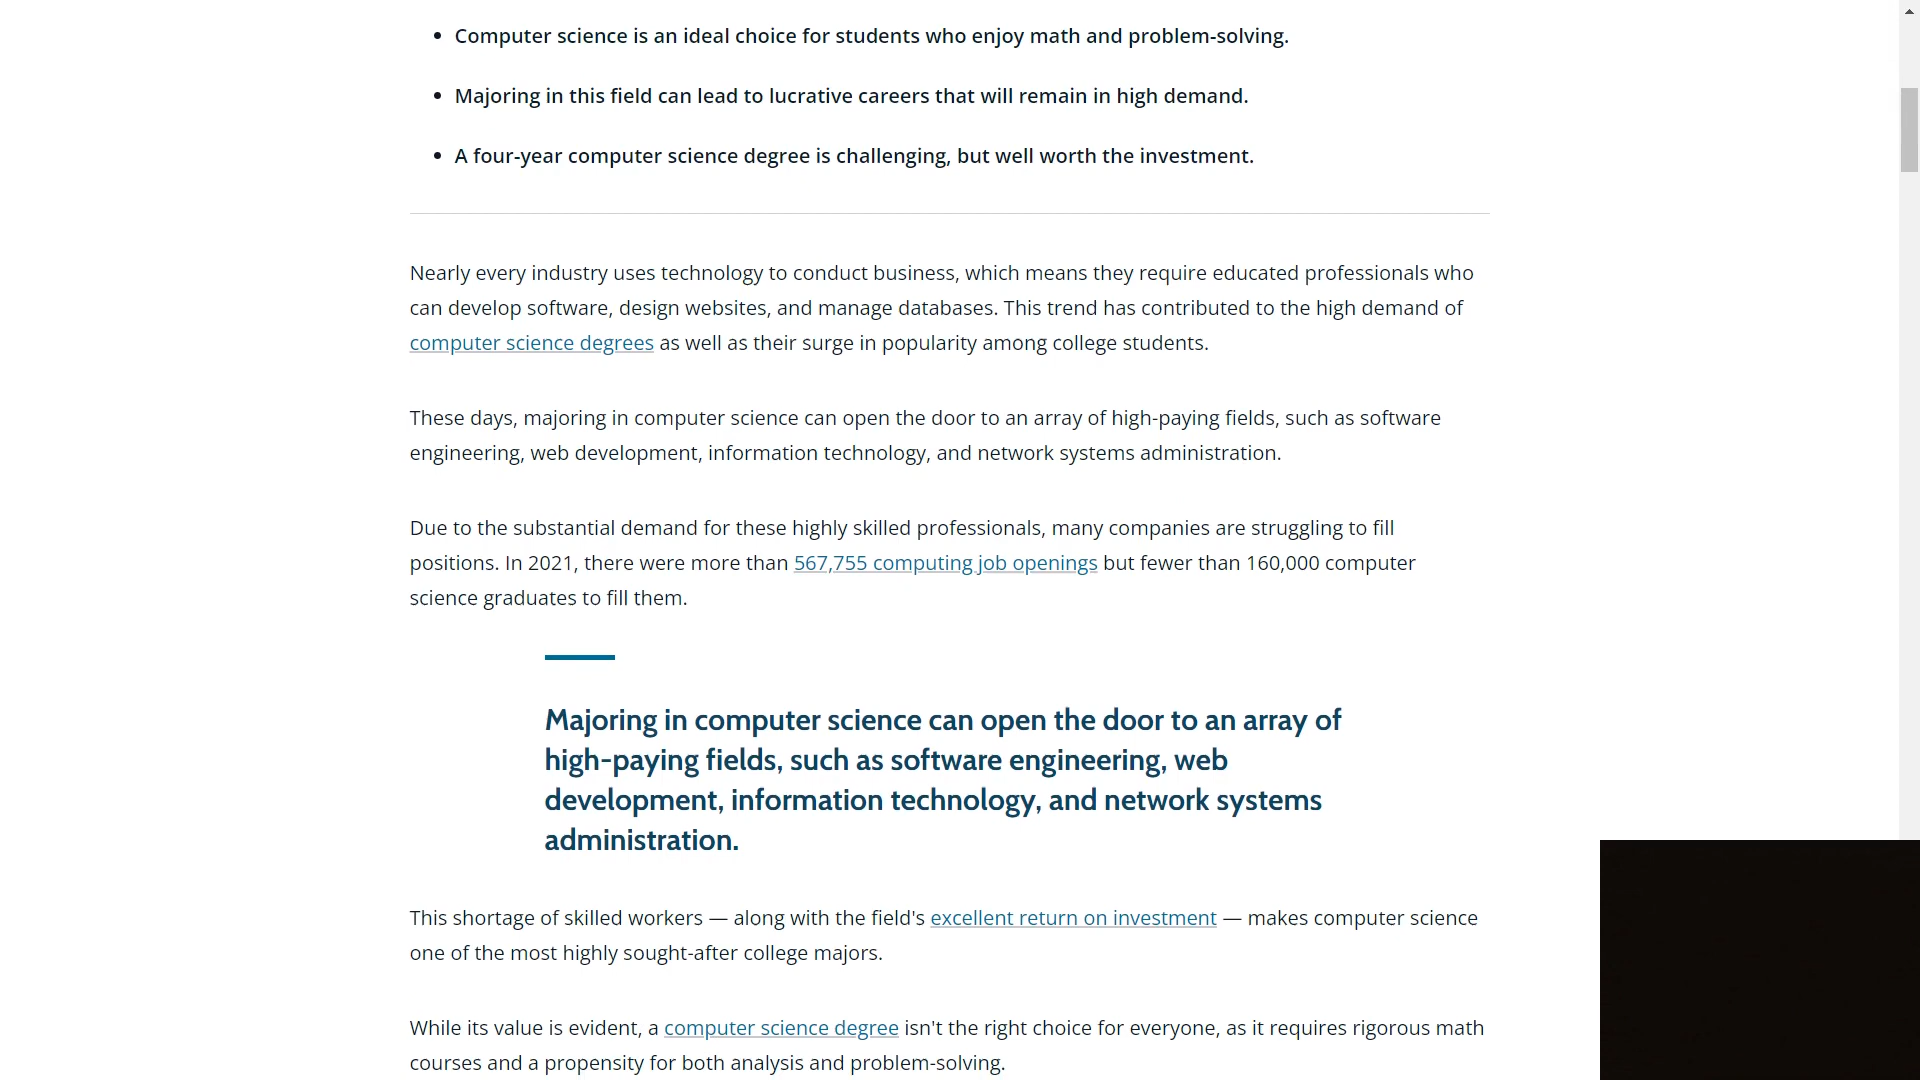 Computer science is an ideal choice for students who enjoy math and problem-solving.
Majoring in this field can lead to lucrative careers that will remain in high demand.
A four-year computer science degree is challenging, but well worth the investment.
Nearly every industry uses technology to conduct business, which means they require educated professionals who
can develop software, design websites, and manage databases. This trend has contributed to the high demand of
computer science degrees as well as their surge in popularity among college students.
These days, majoring in computer science can open the door to an array of high-paying fields, such as software
engineering, web development, information technology, and network systems administration.
Due to the substantial demand for these highly skilled professionals, many companies are struggling to fill
positions. In 2021, there were more than 567,755 computing job openings but fewer than 160,000 computer
science graduates to fill them.
Majoring in computer science can open the door to an array of
high-paying fields, such as software engineering, web
development, information technology, and network systems
administration.
This shortage of skilled workers — along with the field's excellent return on investment — makes computer science
one of the most highly sought-after college majors.
While its value is evident, a computer science degree isn't the right choice for everyone, as it requires rigorous math
courses and a propensity for both analysis and problem-solving.